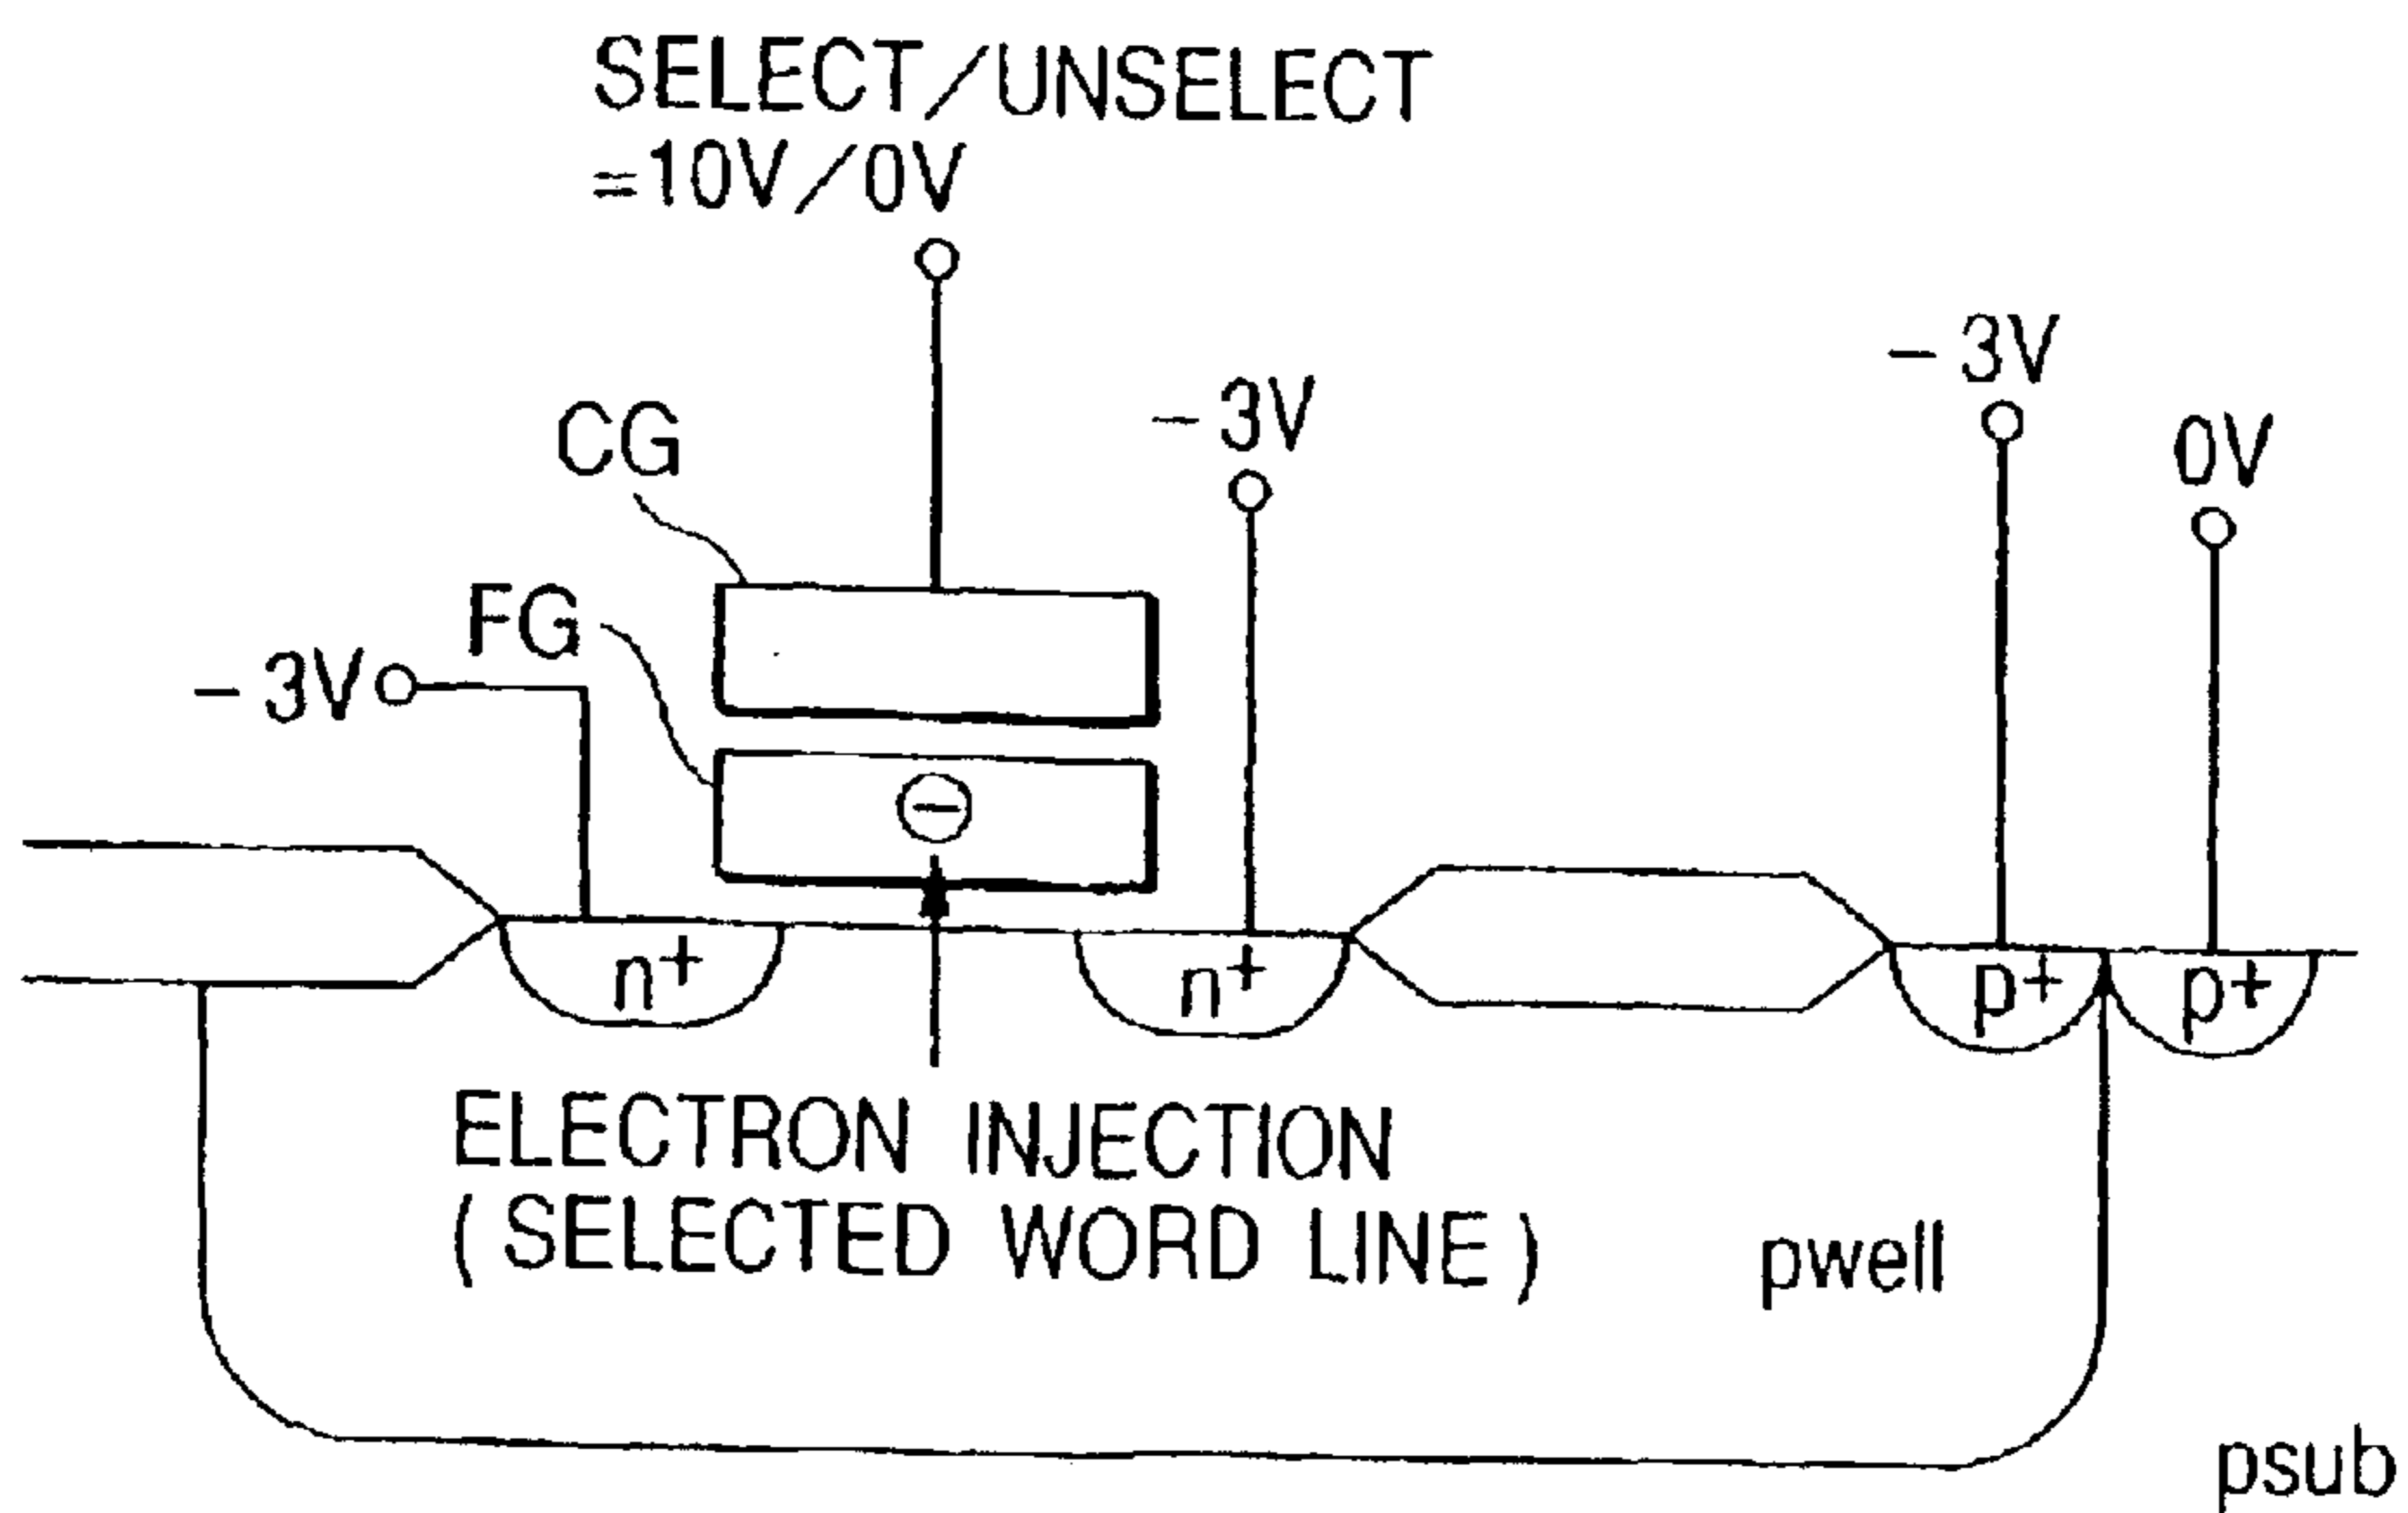 SELECT/UNSELECT
=10V/0V
-3V
CG
-3V
0V
FG
-3V
n+
n+
p+
p+
ELECTRON INJECTION
(SELECTED WORD LINE)
pwell
psub